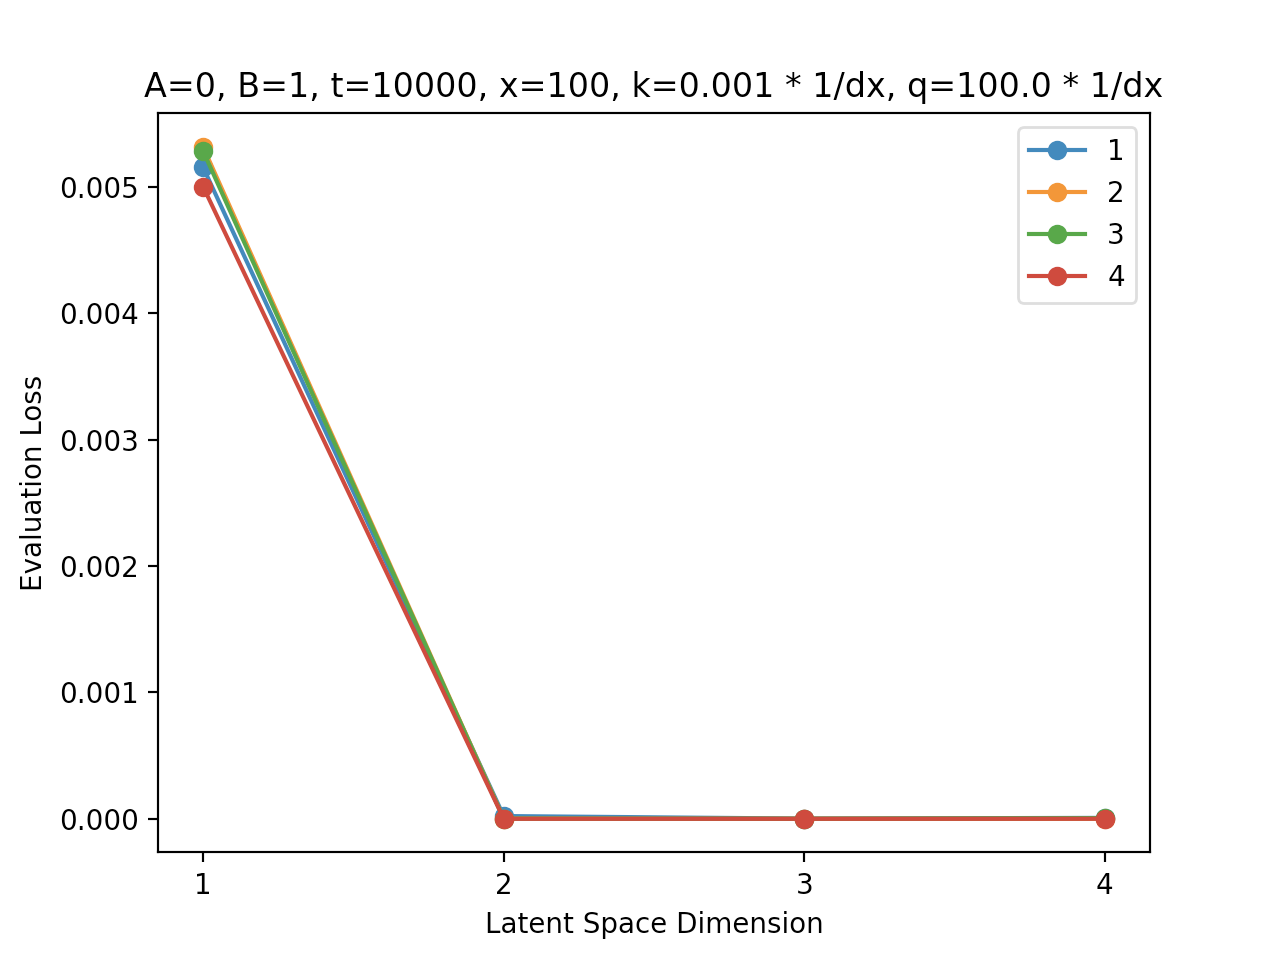 A=0, B=1, t=10000, x=100, k=0.001 * 1/dx, q=100.0 * 1/dx
1
2
3
4
0.005
0.004
0.003
0.002
0.001
0.000
Evaluation Loss
1 2 3 4
Latent Space Dimension